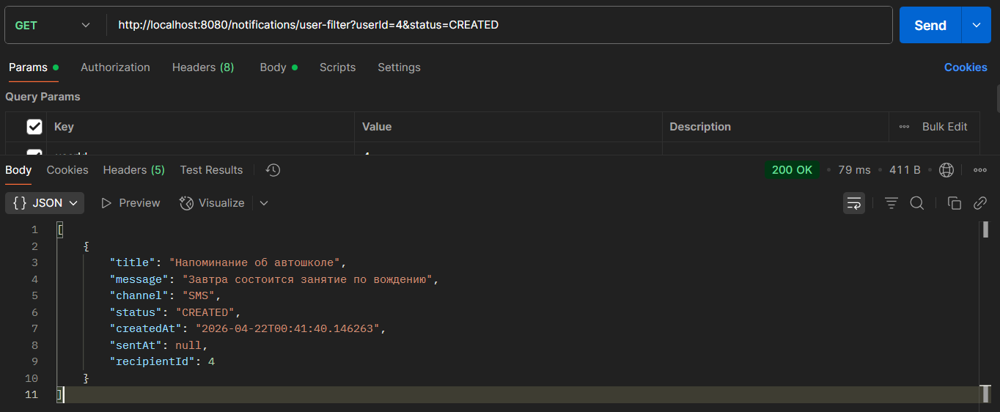 GET http://localhost:8080/notifications/user-filter?userId=4&status=CREATED Send
Params Authorization Headers (8) Body Scripts Settings Cookies
Query Params
Key Value Description Bulk Edit
Body Cookies Headers (5) Test Results 200 OK 79 ms 411 B
{} JSON Preview Visualize
1 [
2 {
3 "title": "Напоминание об автошколе",
4 "message": "Завтра состоится занятие по вождению",
5 "channel": "SMS",
6 "status": "CREATED",
7 "createdAt": "2026-04-22T00:41:40.146263",
8 "sentAt": null,
9 "recipientId": 4
10 }
11 ]